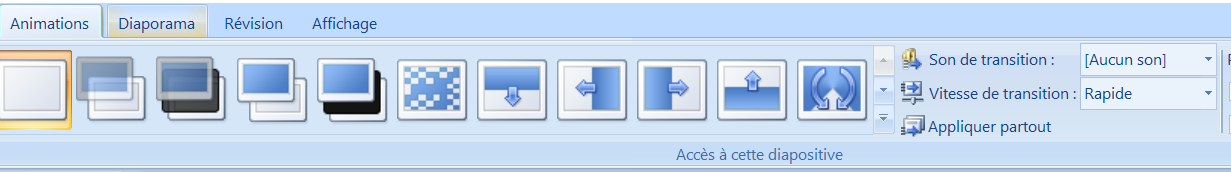 Animations Diaporama Révision Affichage
Son de transition : [Aucun son]
Vitesse de transition : Rapide
Appliquer partout
Accès à cette diapositive